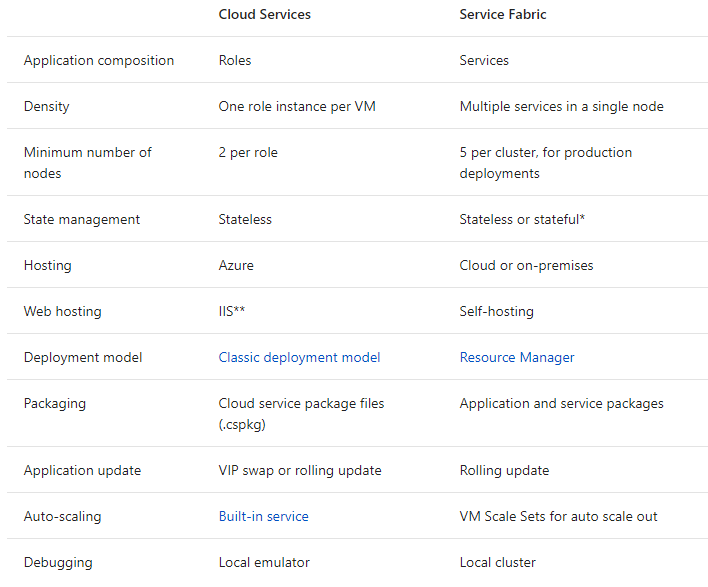 Cloud Services Service Fabric
Application composition Roles Services
Density One role instance per VM Multiple services in a single node
Minimum number of 2 per role 5 per cluster, for production
nodes deployments
State management Stateless Stateless or stateful*
Hosting Azure Cloud or on-premises
Web hosting IIS** Self-hosting
Deployment model Classic deployment model Resource Manager
Packaging Cloud service package files Application and service packages
(.cspkg)
Application update VIP swap or rolling update Rolling update
Auto-scaling Built-in service VM Scale Sets for auto scale out
Debugging Local emulator Local cluster